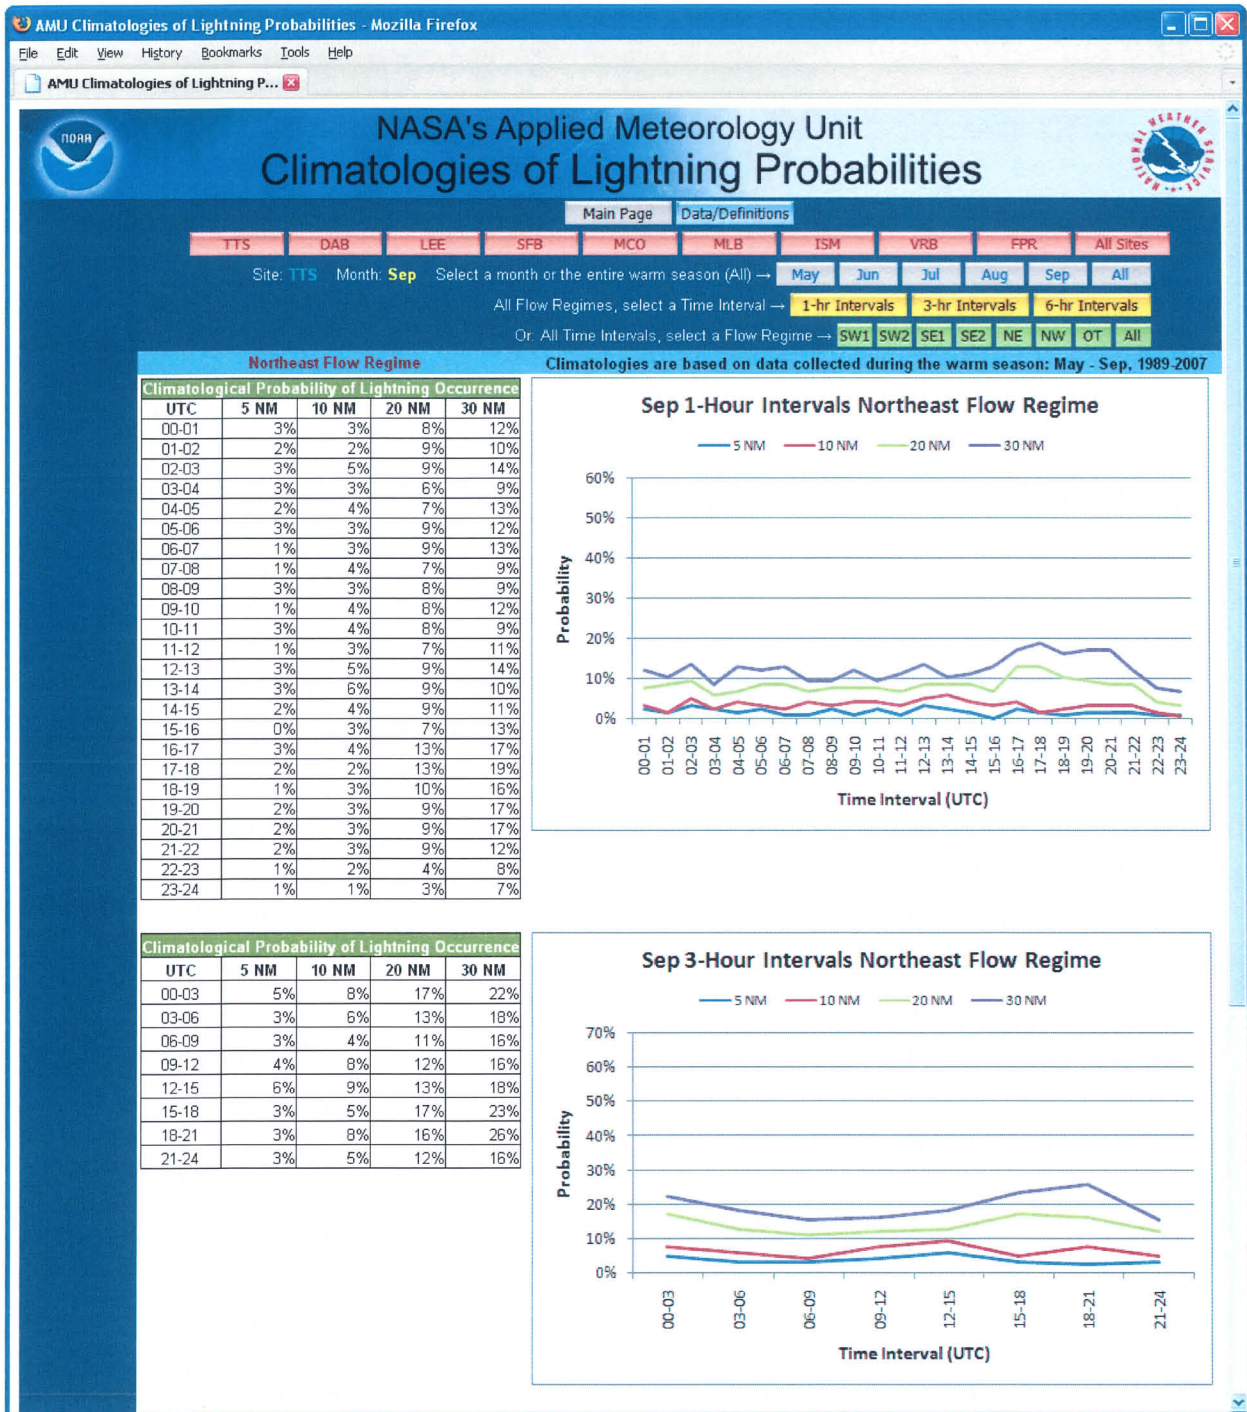 AMU Climatologies of Lightning Probabilities - Mozilla Firefox
File Edit View History Bookmarks Tools Help
AMU Climatologies of Lightning P...
NOAA
NASA's Applied Meteorology Unit
Climatologies of Lightning Probabilities
NATIONAL WEATHER SERVICE
Main Page Data/Definitions
TTS DAB LEE SFB MCO MLB ISM VRB FPR All Sites
Site: TTS Month: Sep Select a month or the entire warm season (All) → May Jun Jul Aug Sep All
All Flow Regimes, select a Time Interval → 1-hr Intervals 3-hr Intervals 6-hr Intervals
Or: All Time Intervals, select a Flow Regime → SW1 SW2 SE1 SE2 NE NW OT All
Northeast Flow Regime Climatologies are based on data collected during the warm season: May - Sep, 1989-2007
Climatological Probability of Lightning Occurrence
UTC 5 NM 10 NM 20 NM 30 NM
00-01 3% 3% 8% 12%
01-02 2% 2% 9% 10%
02-03 3% 5% 9% 14%
03-04 3% 3% 6% 9%
04-05 2% 4% 7% 13%
05-06 3% 3% 9% 12%
06-07 1% 3% 9% 13%
07-08 1% 4% 7% 9%
08-09 3% 3% 8% 9%
09-10 1% 4% 8% 12%
10-11 3% 4% 8% 9%
11-12 1% 3% 7% 11%
12-13 3% 5% 9% 14%
13-14 3% 6% 9% 10%
14-15 2% 4% 9% 11%
15-16 0% 3% 7% 13%
16-17 3% 4% 13% 17%
17-18 2% 2% 13% 19%
18-19 1% 3% 10% 16%
19-20 2% 3% 9% 17%
20-21 2% 3% 9% 17%
21-22 2% 3% 9% 12%
22-23 1% 2% 4% 8%
23-24 1% 1% 3% 7%
Sep 1-Hour Intervals Northeast Flow Regime
5 NM 10 NM 20 NM 30 NM
60%
50%
40%
30%
20%
10%
0%
Probability
00-01 01-02 02-03 03-04 04-05 05-06 06-07 07-08 08-09 09-10 10-11 11-12 12-13 13-14 14-15 15-16 16-17 17-18 18-19 19-20 20-21 21-22 22-23 23-24
Time Interval (UTC)
Climatological Probability of Lightning Occurrence
UTC 5 NM 10 NM 20 NM 30 NM
00-03 5% 8% 17% 22%
03-06 3% 6% 13% 18%
06-09 3% 4% 11% 16%
09-12 4% 8% 12% 16%
12-15 6% 9% 13% 18%
15-18 3% 5% 17% 23%
18-21 3% 8% 16% 26%
21-24 3% 5% 12% 16%
Sep 3-Hour Intervals Northeast Flow Regime
5 NM 10 NM 20 NM 30 NM
70%
60%
50%
40%
30%
20%
10%
0%
Probability
00-03 03-06 06-09 09-12 12-15 15-18 18-21 21-24
Time Interval (UTC)